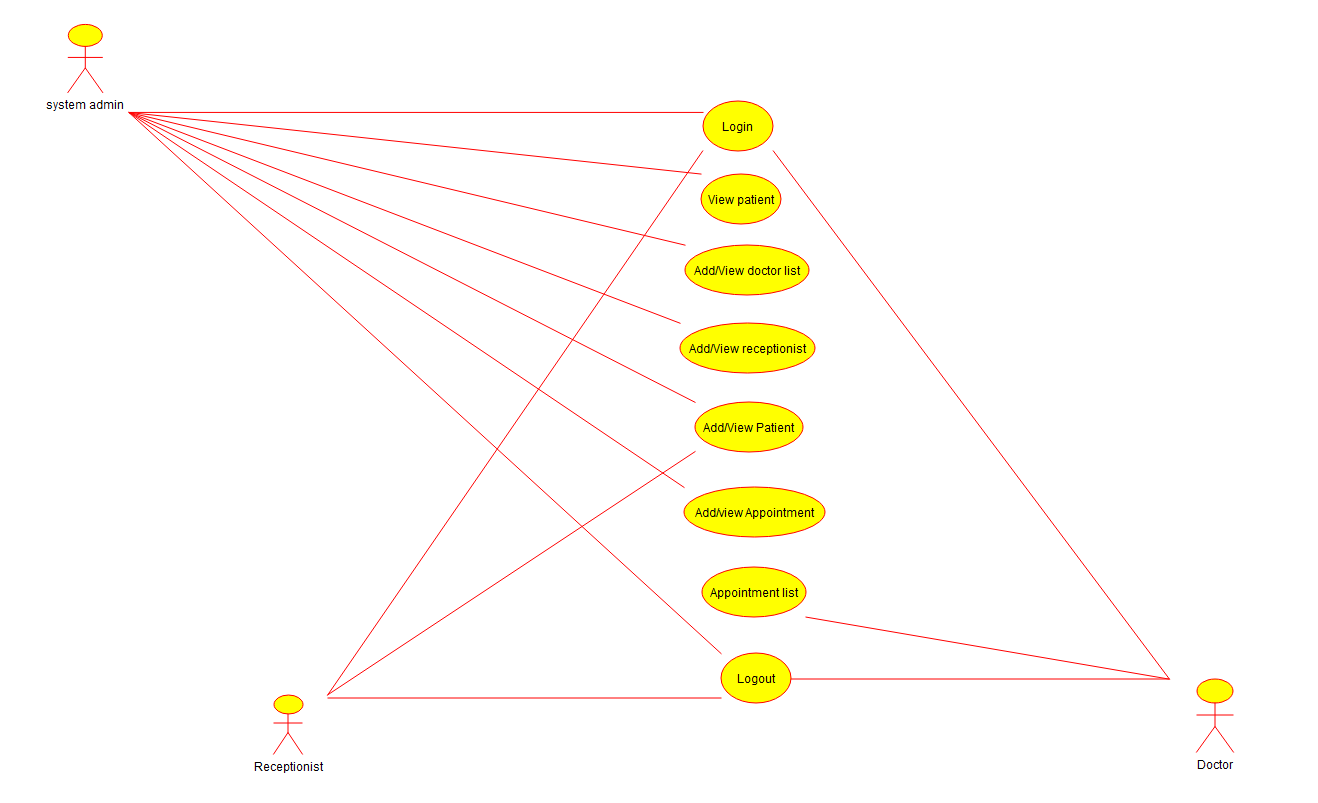 system admin
Login
View patient
Add/View doctor list
Add/View receptionist
Add/View Patient
Add/view Appointment
Appointment list
Logout
Receptionist
Doctor